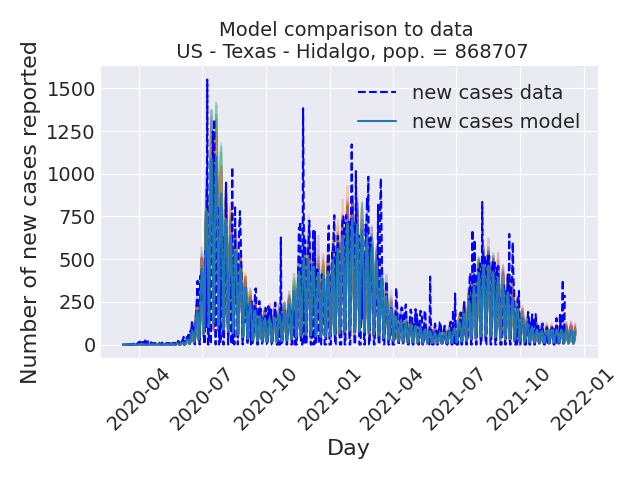 Model comparison to data
US - Texas - Hidalgo, pop. = 868707
Number of new cases reported
1500
1250
1000
750
500
250
0
new cases data
new cases model
2020-04
2020-07
2020-10
2021-01
2021-04
2021-07
2021-10
2022-01
Day